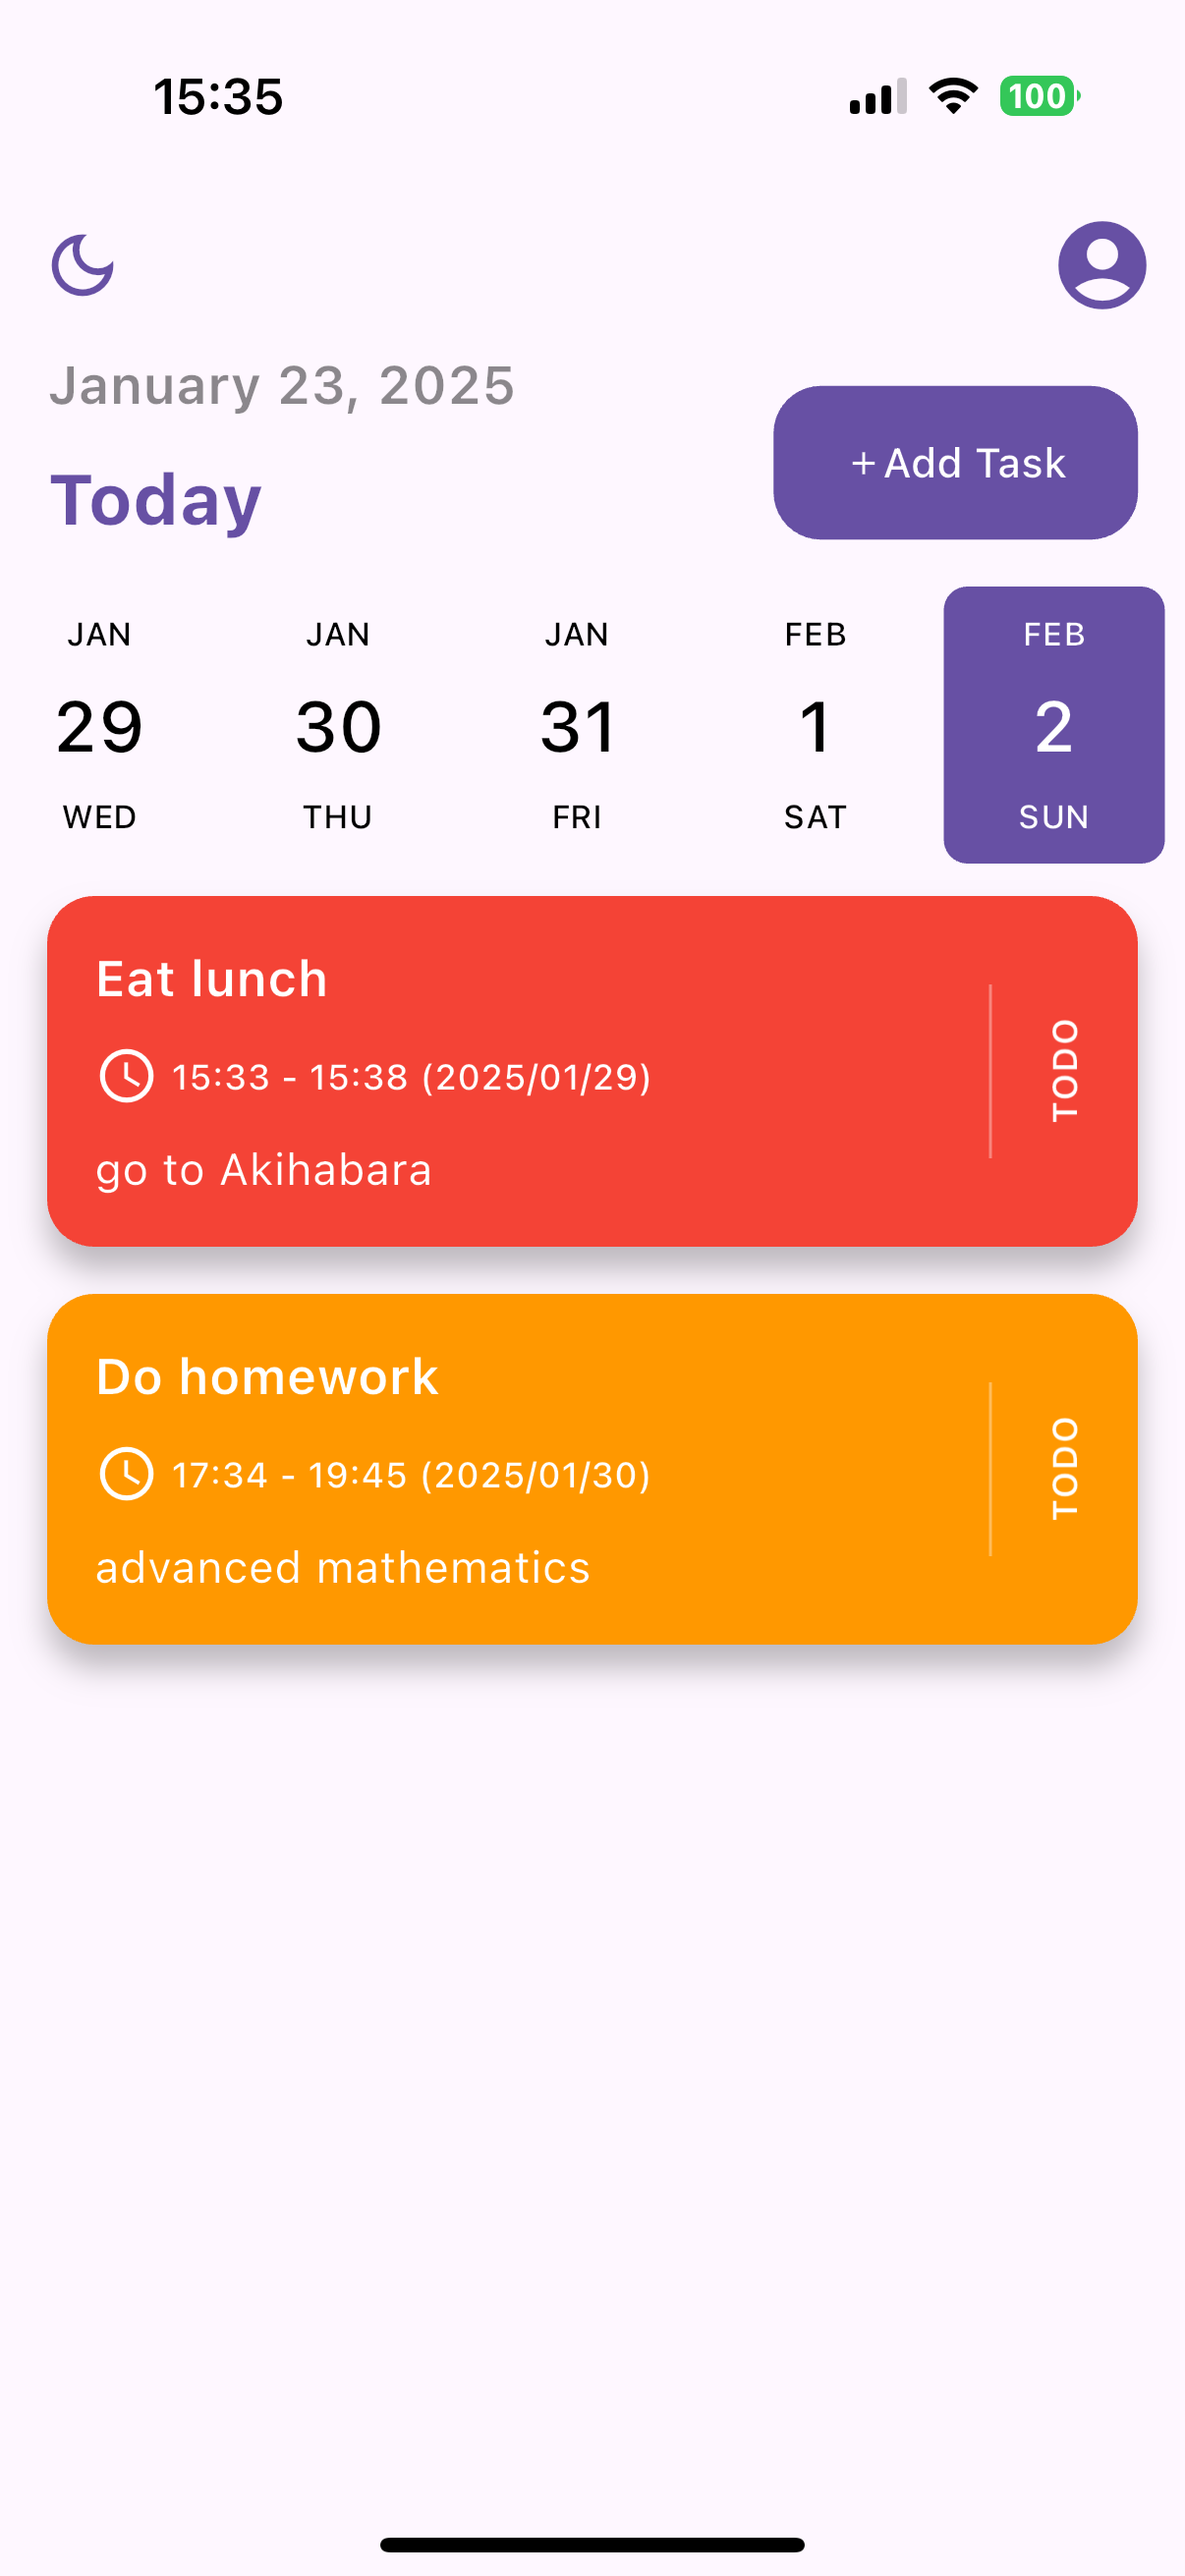 15:35
100
January 23, 2025
Today
+Add Task
JAN JAN JAN FEB FEB
29 30 31 1 2
WED THU FRI SAT SUN
Eat lunch
15:33 - 15:38 (2025/01/29)
go to Akihabara
TODO
Do homework
17:34 - 19:45 (2025/01/30)
advanced mathematics
TODO